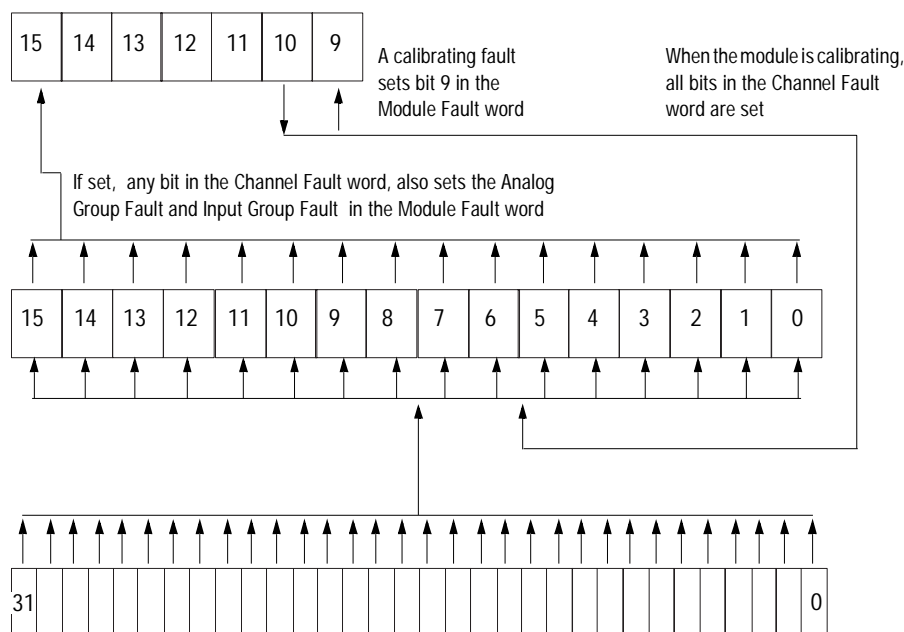 15 14 13 12 11 10 9
A calibrating fault
sets bit 9 in the
Module Fault word
When the module is calibrating,
all bits in the Channel Fault
word are set
If set, any bit in the Channel Fault word, also sets the Analog
Group Fault and Input Group Fault in the Module Fault word
15 14 13 12 11 10 9 8 7 6 5 4 3 2 1 0
31 0